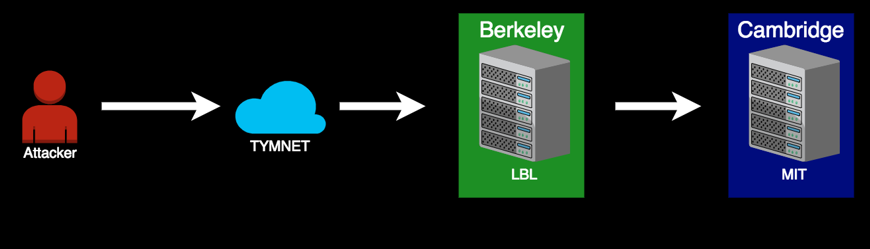 Attacker
TYMNET
Berkeley
LBL
Cambridge
MIT